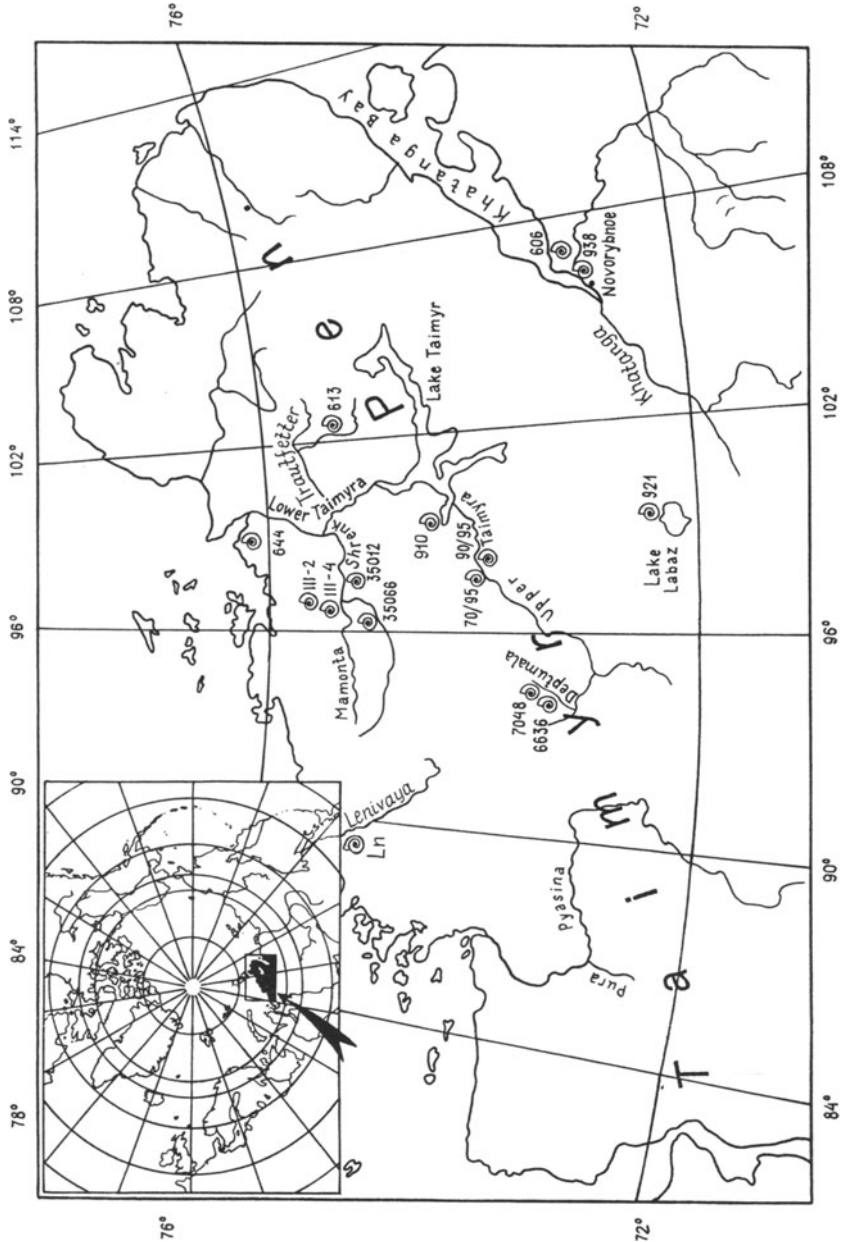 78°
84°
90°
96°
102°
108°
114°
76°
76°
Lenivaya
Ln
Mamonta
III-2
III-4
644
Lower Taimyra
Trautfetter
613
Shrenk
35012
35066
Lake Taimyr
910
90/95
70/95
Upper Taimyra
Deptumala
7048
6636
Khatanga Bay
606
938
Novorybnoe
Khatanga
921
Lake
Labaz
Pyasina
Pura
Taimyr Pen
72°
72°
84°
90°
96°
102°
108°